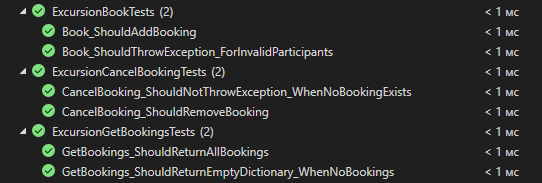 ExcursionBookTests (2) < 1 мс
Book_ShouldAddBooking < 1 мс
Book_ShouldThrowException_ForInvalidParticipants < 1 мс
ExcursionCancelBookingTests (2) < 1 мс
CancelBooking_ShouldNotThrowException_WhenNoBookingExists < 1 мс
CancelBooking_ShouldRemoveBooking < 1 мс
ExcursionGetBookingsTests (2) < 1 мс
GetBookings_ShouldReturnAllBookings < 1 мс
GetBookings_ShouldReturnEmptyDictionary_WhenNoBookings < 1 мс